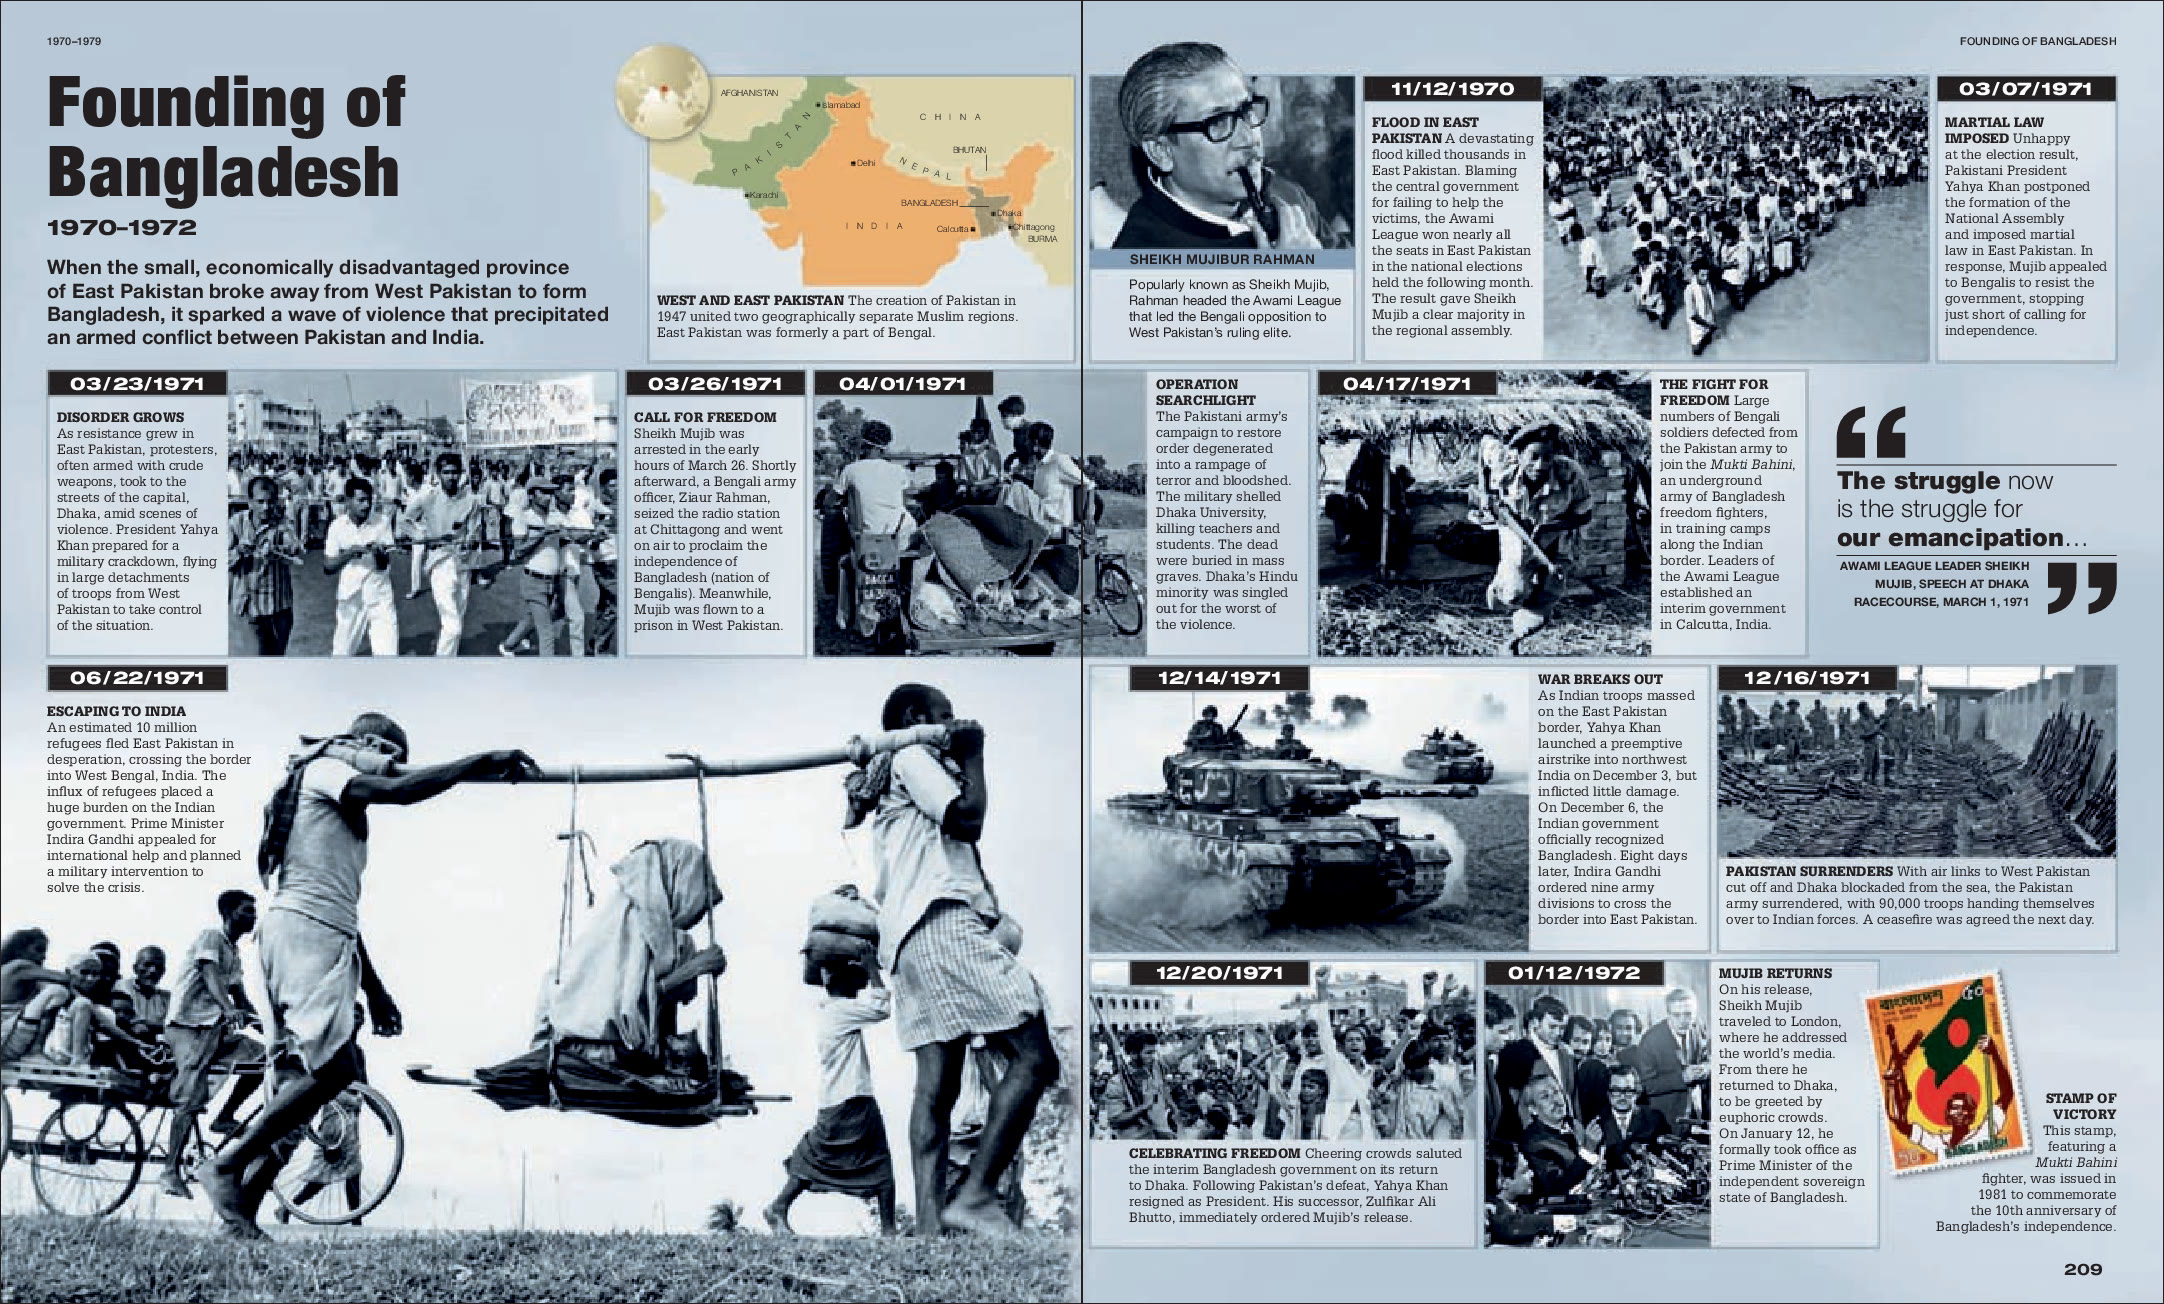 1970–1979
Founding of
Bangladesh
1970–1972
When the small, economically disadvantaged province
of East Pakistan broke away from West Pakistan to form
Bangladesh, it sparked a wave of violence that precipitated
an armed conflict between Pakistan and India.
AFGHANISTAN
Islamabad
CHINA
PAKISTAN
BHUTAN
Delhi
NEPAL
Karachi
BANGLADESH
Dhaka
INDIA
Calcutta
Chittagong
BURMA
WEST AND EAST PAKISTAN The creation of Pakistan in
1947 united two geographically separate Muslim regions.
East Pakistan was formerly a part of Bengal.
FOUNDING OF BANGLADESH
SHEIKH MUJIBUR RAHMAN
Popularly known as Sheikh Mujib,
Rahman headed the Awami League
that led the Bengali opposition to
West Pakistan's ruling elite.
11/12/1970
FLOOD IN EAST
PAKISTAN A devastating
flood killed thousands in
East Pakistan. Blaming
the central government
for failing to help the
victims, the Awami
League won nearly all
the seats in East Pakistan
in the national elections
held the following month.
The result gave Sheikh
Mujib a clear majority in
the regional assembly.
03/07/1971
MARTIAL LAW
IMPOSED Unhappy
at the election result,
Pakistani President
Yahya Khan postponed
the formation of the
National Assembly
and imposed martial
law in East Pakistan. In
response, Mujib appealed
to Bengalis to resist the
government, stopping
just short of calling for
independence.
03/23/1971
DISORDER GROWS
As resistance grew in
East Pakistan, protesters,
often armed with crude
weapons, took to the
streets of the capital,
Dhaka, amid scenes of
violence. President Yahya
Khan prepared for a
military crackdown, flying
in large detachments
of troops from West
Pakistan to take control
of the situation.
03/26/1971
CALL FOR FREEDOM
Sheikh Mujib was
arrested in the early
hours of March 26. Shortly
afterward, a Bengali army
officer, Ziaur Rahman,
seized the radio station
at Chittagong and went
on air to proclaim the
independence of
Bangladesh (nation of
Bengalis). Meanwhile,
Mujib was flown to a
prison in West Pakistan.
04/01/1971
OPERATION
SEARCHLIGHT
The Pakistani army's
campaign to restore
order degenerated
into a rampage of
terror and bloodshed.
The military shelled
Dhaka University,
killing teachers and
students. The dead
were buried in mass
graves. Dhaka's Hindu
minority was singled
out for the worst of
the violence.
04/17/1971
THE FIGHT FOR
FREEDOM Large
numbers of Bengali
soldiers defected from
the Pakistan army to
join the Mukti Bahini,
an underground
army of Bangladesh
freedom fighters,
in training camps
along the Indian
border. Leaders of
the Awami League
established an
interim government
in Calcutta, India.
“
The struggle now
is the struggle for
our emancipation...
AWAMI LEAGUE LEADER SHEIKH
MUJIB, SPEECH AT DHAKA
RACECOURSE, MARCH 1, 1971
”
06/22/1971
ESCAPING TO INDIA
An estimated 10 million
refugees fled East Pakistan in
desperation, crossing the border
into West Bengal, India. The
influx of refugees placed a
huge burden on the Indian
government. Prime Minister
Indira Gandhi appealed for
international help and planned
a military intervention to
solve the crisis.
12/14/1971
WAR BREAKS OUT
As Indian troops massed
on the East Pakistan
border, Yahya Khan
launched a preemptive
airstrike into northwest
India on December 3, but
inflicted little damage.
On December 6, the
Indian government
officially recognized
Bangladesh. Eight days
later, Indira Gandhi
ordered nine army
divisions to cross the
border into East Pakistan.
12/16/1971
PAKISTAN SURRENDERS With air links to West Pakistan
cut off and Dhaka blockaded from the sea, the Pakistan
army surrendered, with 90,000 troops handing themselves
over to Indian forces. A ceasefire was agreed the next day.
12/20/1971
CELEBRATING FREEDOM Cheering crowds saluted
the interim Bangladesh government on its return
to Dhaka. Following Pakistan's defeat, Yahya Khan
resigned as President. His successor, Zulfikar Ali
Bhutto, immediately ordered Mujib's release.
01/12/1972
MUJIB RETURNS
On his release,
Sheikh Mujib
traveled to London,
where he addressed
the world's media.
From there he
returned to Dhaka,
to be greeted by
euphoric crowds.
On January 12, he
formally took office as
Prime Minister of the
independent sovereign
state of Bangladesh.
বাংলাদেশ
BANGLADESH
STAMP OF
VICTORY
This stamp,
featuring a
Mukti Bahini
fighter, was issued in
1981 to commemorate
the 10th anniversary of
Bangladesh's independence.
209